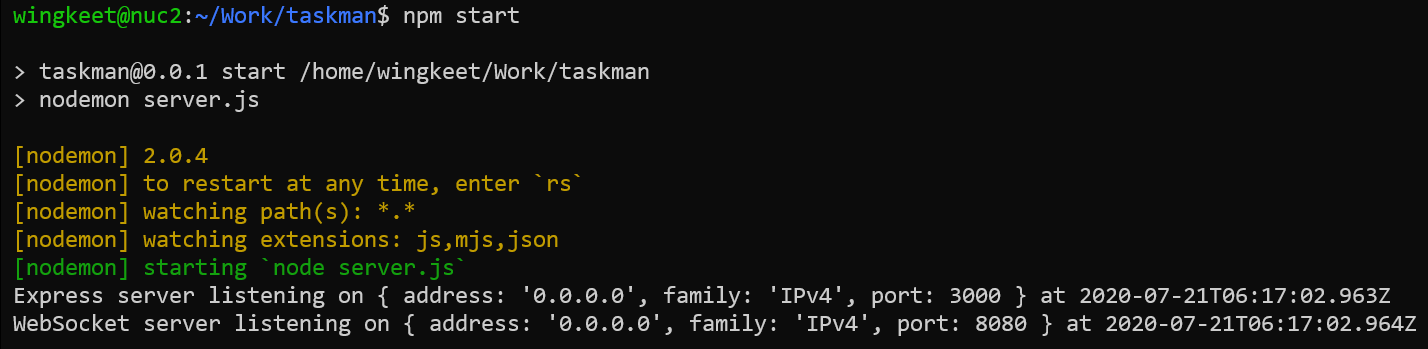 wingkeet@nuc2:~/Work/taskman$ npm start
> taskman@0.0.1 start /home/wingkeet/Work/taskman
> nodemon server.js
[nodemon] 2.0.4
[nodemon] to restart at any time, enter `rs`
[nodemon] watching path(s): *.*
[nodemon] watching extensions: js,mjs,json
[nodemon] starting `node server.js`
Express server listening on { address: '0.0.0.0', family: 'IPv4', port: 3000 } at 2020-07-21T06:17:02.963Z
WebSocket server listening on { address: '0.0.0.0', family: 'IPv4', port: 8080 } at 2020-07-21T06:17:02.964Z